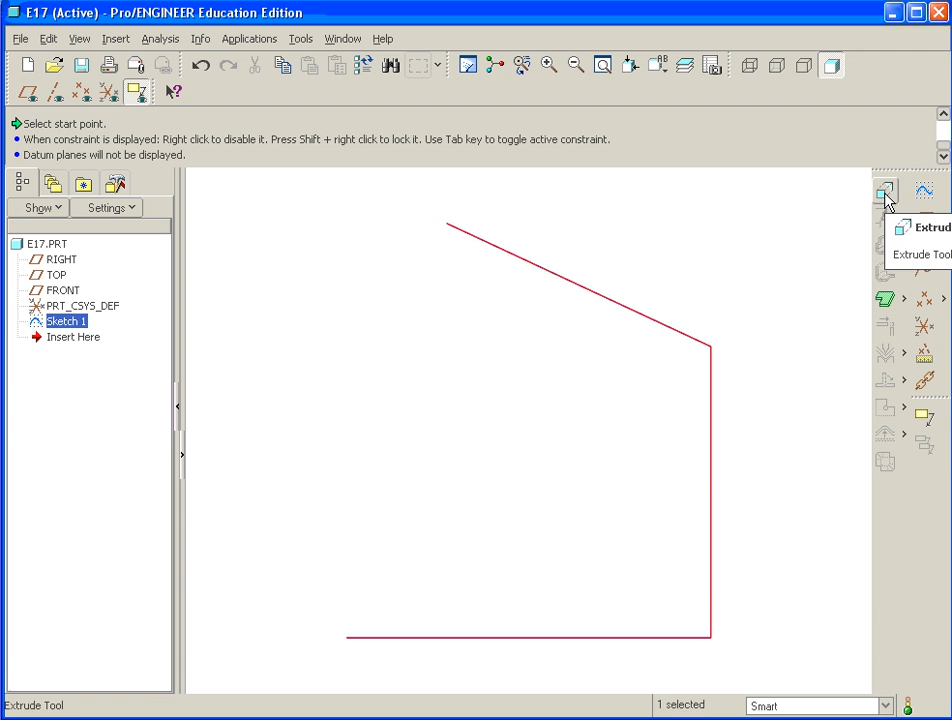 E17 (Active) - Pro/ENGINEER Education Edition
File Edit View Insert Analysis Info Applications Tools Window Help
Select start point.
• When constraint is displayed: Right click to disable it. Press Shift + right click to lock it. Use Tab key to toggle active constraint.
• Datum planes will not be displayed.
Show Settings
E17.PRT
RIGHT
TOP
FRONT
PRT_CSYS_DEF
Sketch 1
Insert Here
Extrud
Extrude Tool
Extrude Tool
1 selected
Smart